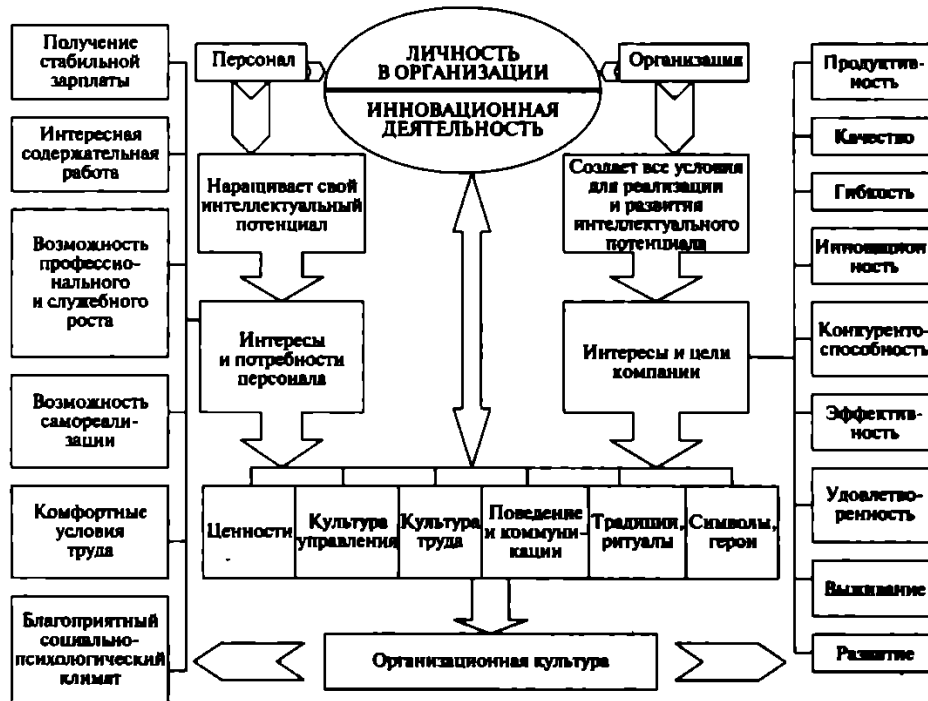 Получение
стабильной
зарплаты
Интересная
содержательная
работа
Возможность
профессио-
нального
и служебного
роста
Возможность
самореали-
зации
Комфортные
условия
труда
Благоприятный
социально-
психологический
климат
Персонал
ЛИЧНОСТЬ
В ОРГАНИЗАЦИИ
ИННОВАЦИОННАЯ
ДЕЯТЕЛЬНОСТЬ
Организация
Наращивает свой
интеллектуальный
потенциал
Создает все условия
для реализации
и развития
интеллектуального
потенциала
Интересы
и потребности
персонала
Интересы и цели
компании
Ценности
Культура
управления
Культура
труда
Поведение
и коммуни-
кации
Традиции,
ритуалы
Символы,
герои
Организационная культура
Продуктив-
ность
Качество
Гибкость
Инновацион
ность
Конкуренто-
способность
Эффектив-
ность
Удовлетво-
ренность
Выживание
Развитие